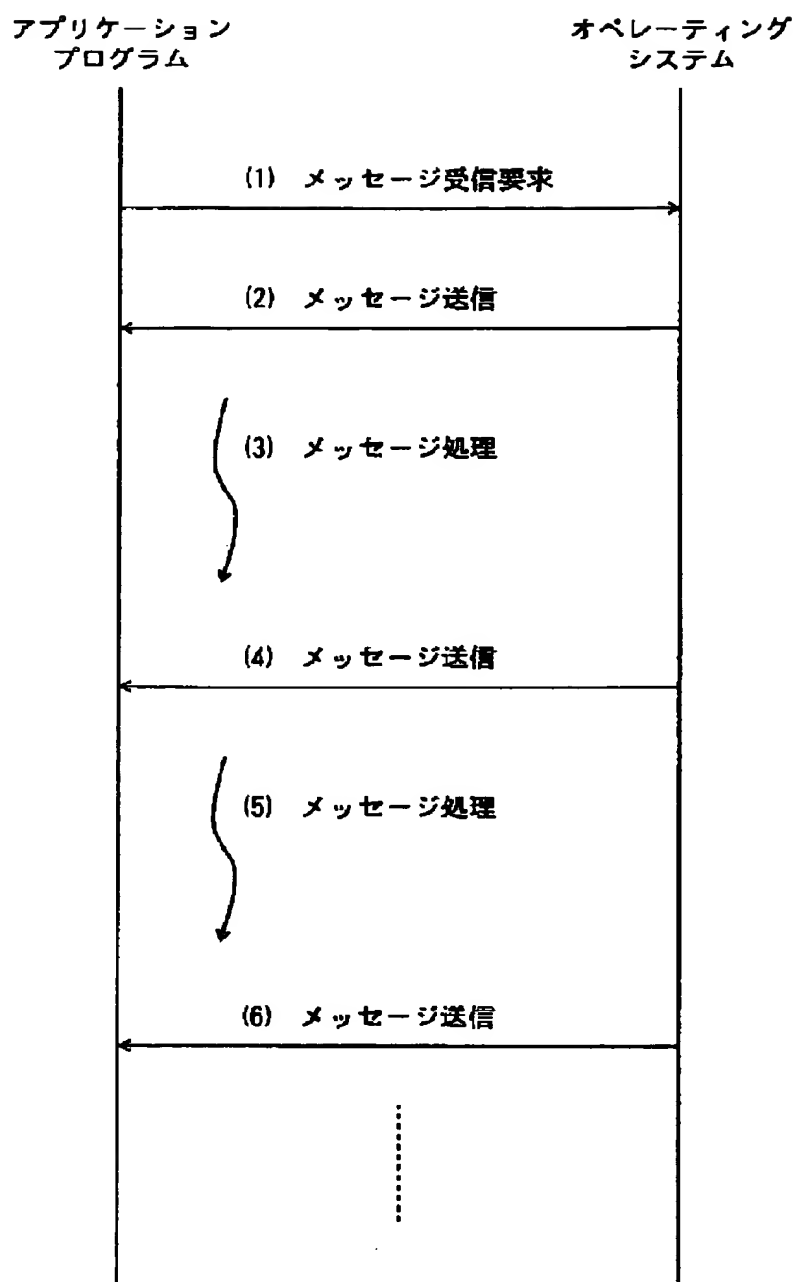 アプリケーション
プログラム
オペレーティング
システム
(1) メッセージ受信要求
(2) メッセージ送信
(3) メッセージ処理
(4) メッセージ送信
(5) メッセージ処理
(6) メッセージ送信